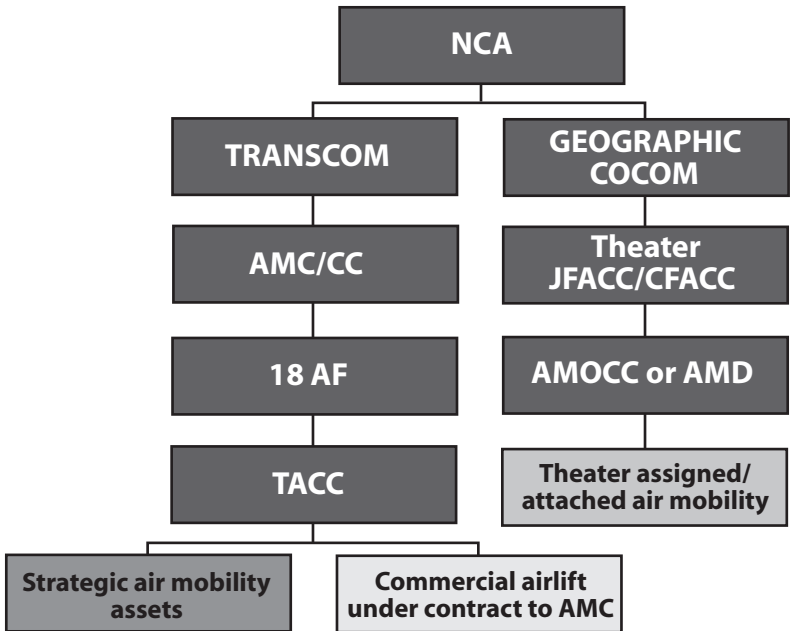 NCA
TRANSCOM
GEOGRAPHIC
COCOM
AMC/CC
Theater
JFACC/CFACC
18 AF
AMOCC or AMD
TACC
Theater assigned/
attached air mobility
Strategic air mobility
assets
Commercial airlift
under contract to AMC